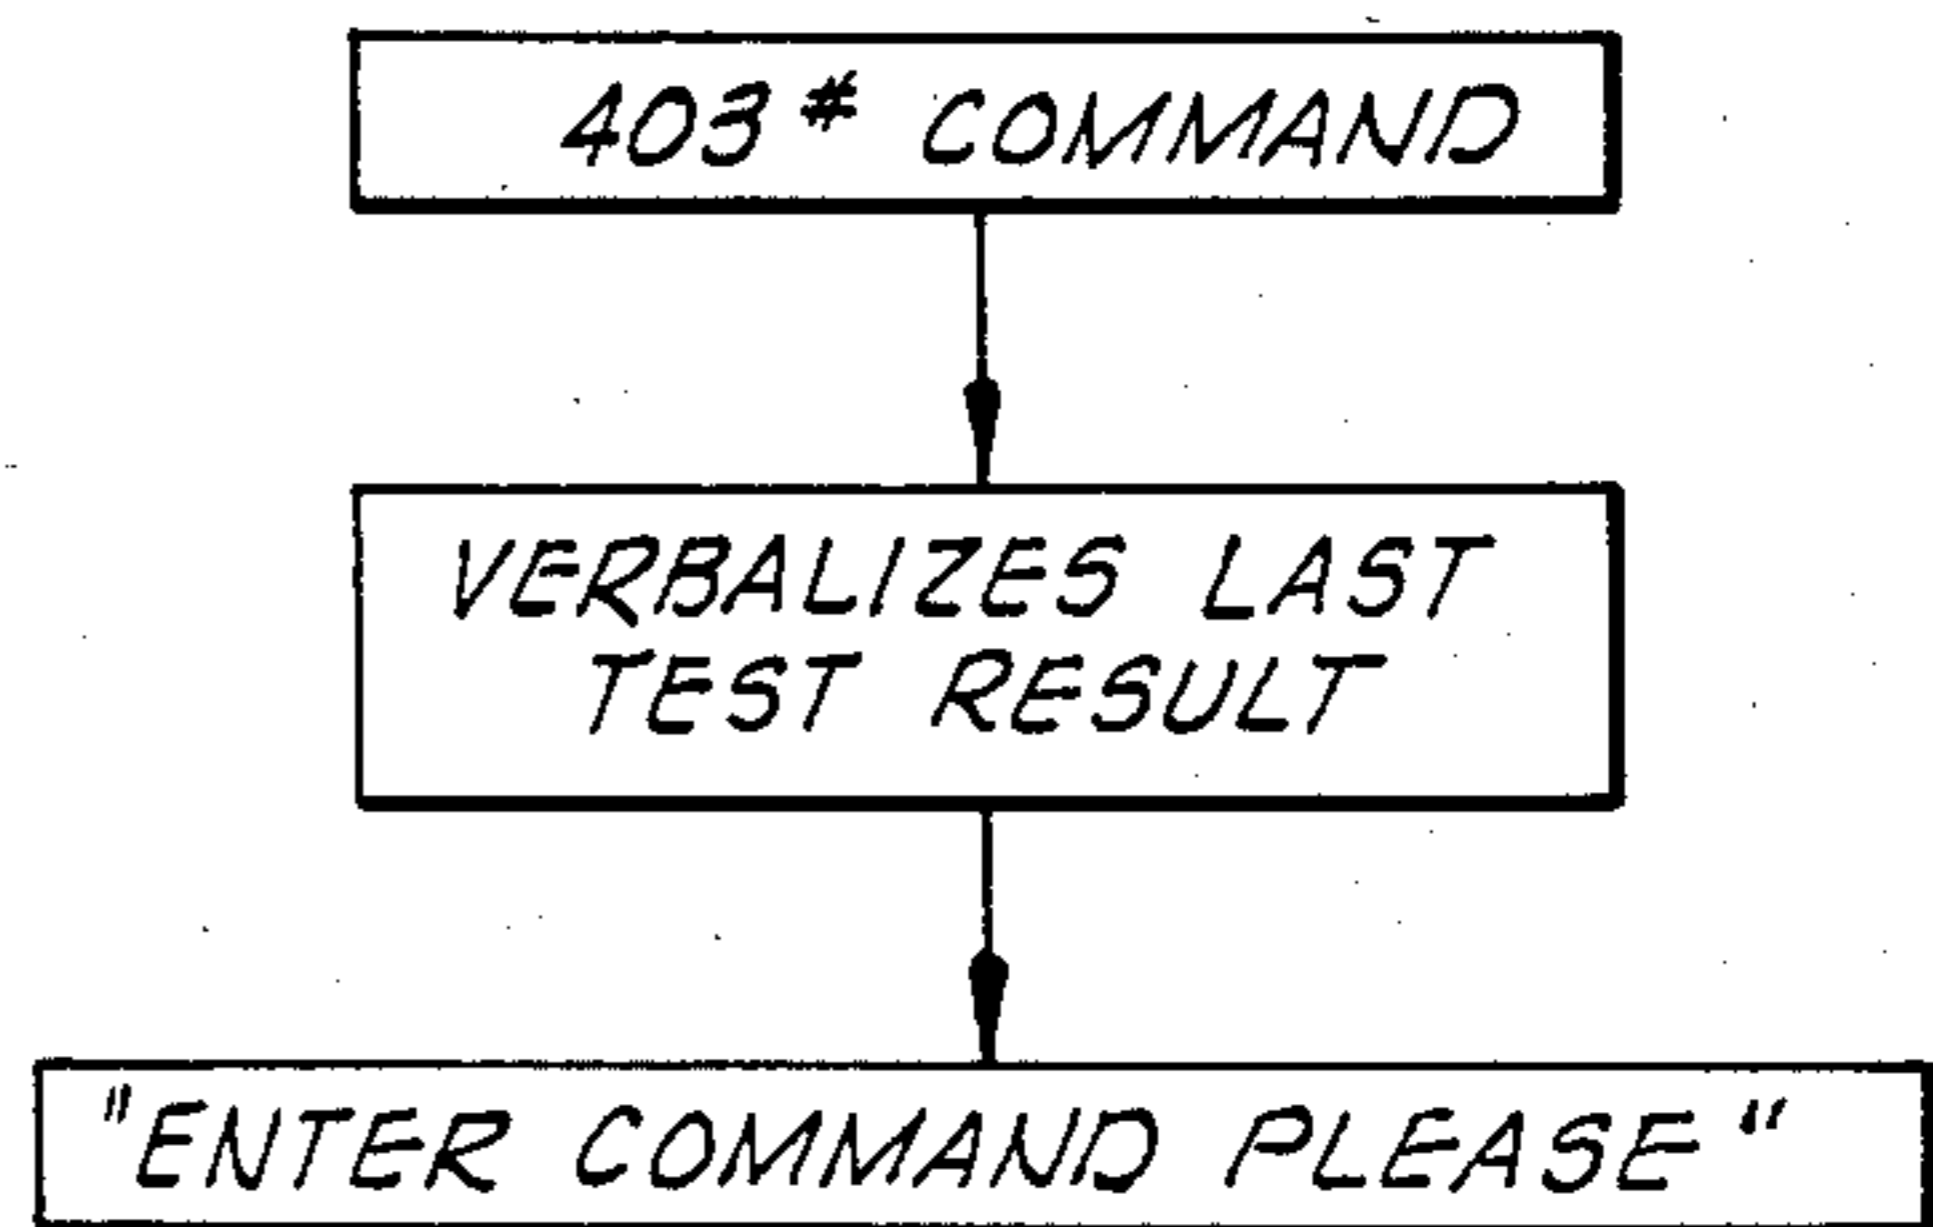 403# COMMAND
VERBALIZES LAST
TEST RESULT
"ENTER COMMAND PLEASE"